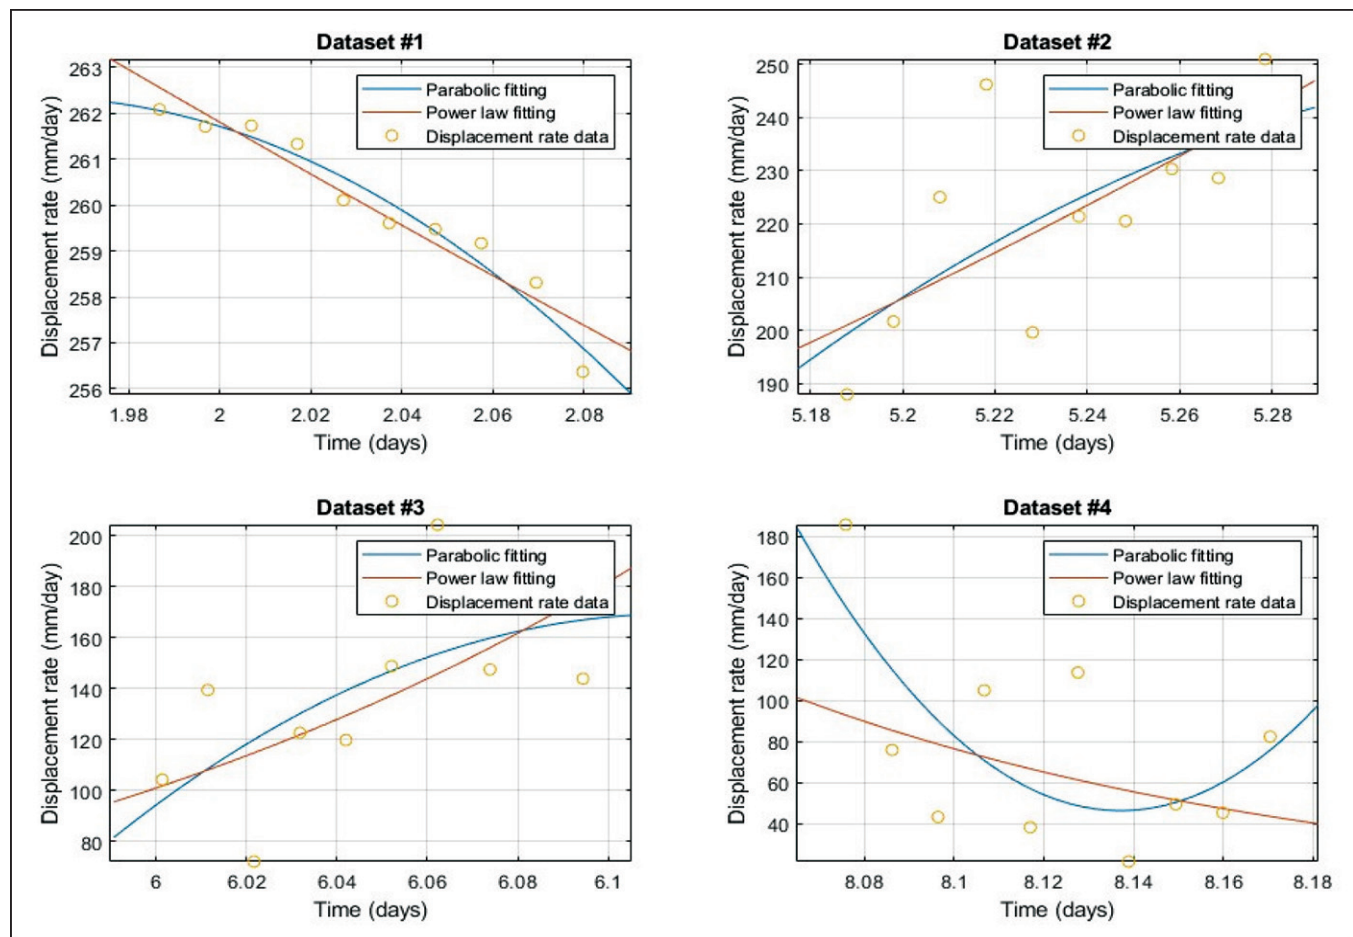 Dataset #1
Displacement rate (mm/day)
263
262
261
260
259
258
257
256
Parabolic fitting
Power law fitting
Displacement rate data
1.98 2 2.02 2.04 2.06 2.08
Time (days)
Dataset #2
Displacement rate (mm/day)
250
240
230
220
210
200
190
Parabolic fitting
Power law fitting
Displacement rate data
5.18 5.2 5.22 5.24 5.26 5.28
Time (days)
Dataset #3
Displacement rate (mm/day)
200
180
160
140
120
100
80
Parabolic fitting
Power law fitting
Displacement rate data
6 6.02 6.04 6.06 6.08 6.1
Time (days)
Dataset #4
Displacement rate (mm/day)
180
160
140
120
100
80
60
40
Parabolic fitting
Power law fitting
Displacement rate data
8.08 8.1 8.12 8.14 8.16 8.18
Time (days)